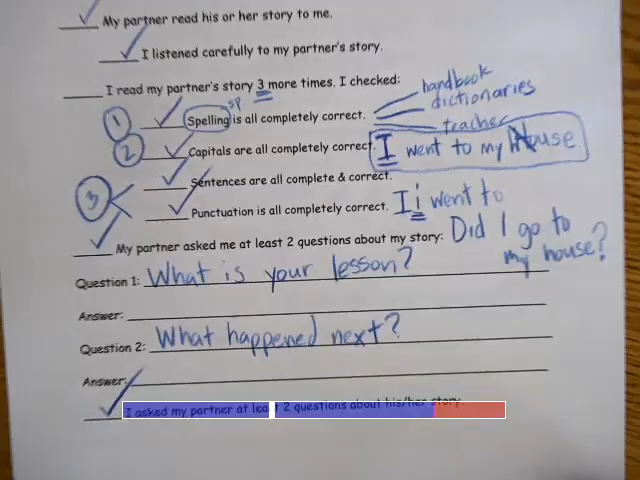 My partner read his or her story to me.
I listened carefully to my partner's story.
I read my partner's story 3 more times. I checked:
handbook
sp
dictionaries
1 Spelling is all completely correct.
teacher
2 Capitals are all completely correct. I went to my House.
3 Sentences are all complete & correct.
Punctuation is all completely correct. I i went to
My partner asked me at least 2 questions about my story: Did I go to
my house?
Question 1: What is your lesson?
Answer:
Question 2: What happened next?
Answer:
I asked my partner at least 2 questions about his/her story.